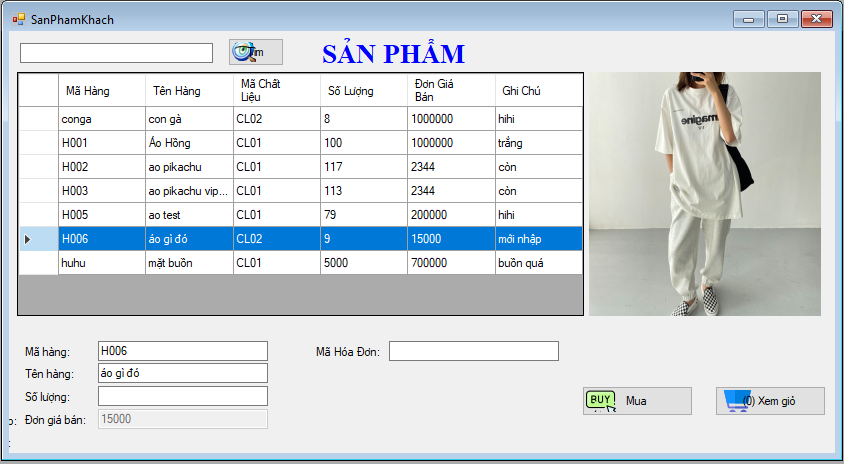 SanPhamKhach
Tìm
SẢN PHẨM
Mã Hàng Tên Hàng Mã Chất Liệu Số Lượng Đơn Giá Bán Ghi Chú
conga con gà CL02 8 1000000 hihi
H001 Áo Hồng CL01 100 1000000 trắng
H002 ao pikachu CL01 117 2344 còn
H003 ao pikachu vip... CL01 113 2344 còn
H005 ao test CL01 79 200000 hihi
H006 áo gì đó CL02 9 15000 mới nhập
huhu mặt buồn CL01 5000 700000 buồn quá
imagine
Mã hàng: H006 Mã Hóa Đơn:
Tên hàng: áo gì đó
Số lượng:
BUY Mua (0) Xem giỏ
Đơn giá bán: 15000